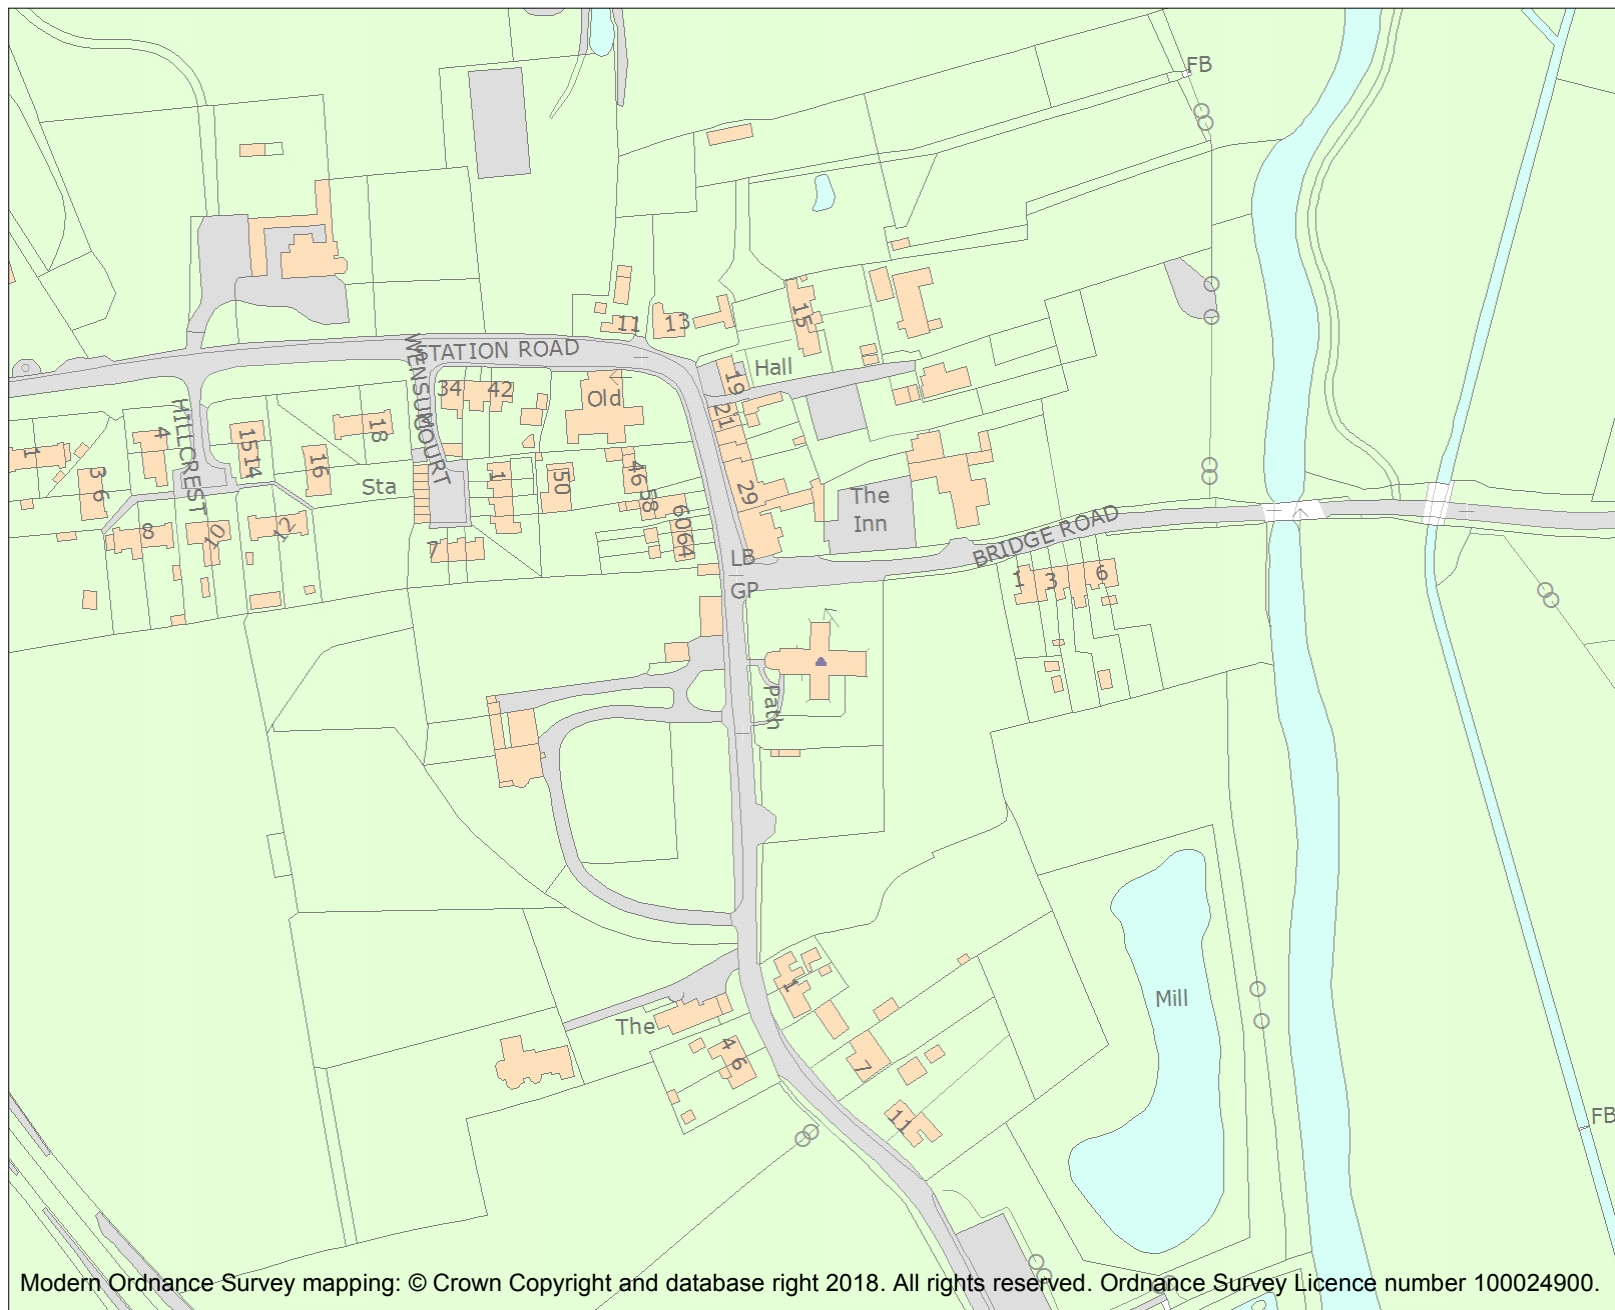 FB
11
13
15
STATION ROAD
WENSUM
COURT
Hall
19
34
42
Old
21
HILLCREST
4
18
1
15
14
16
3
6
Sta
1
50
46
58
29
The
Inn
60
64
8
10
12
7
LB
GP
BRIDGE ROAD
1
3
6
Path
1
Mill
The
4
6
7
11
FB
Modern Ordnance Survey mapping: © Crown Copyright and database right 2018. All rights reserved. Ordnance Survey Licence number 100024900.